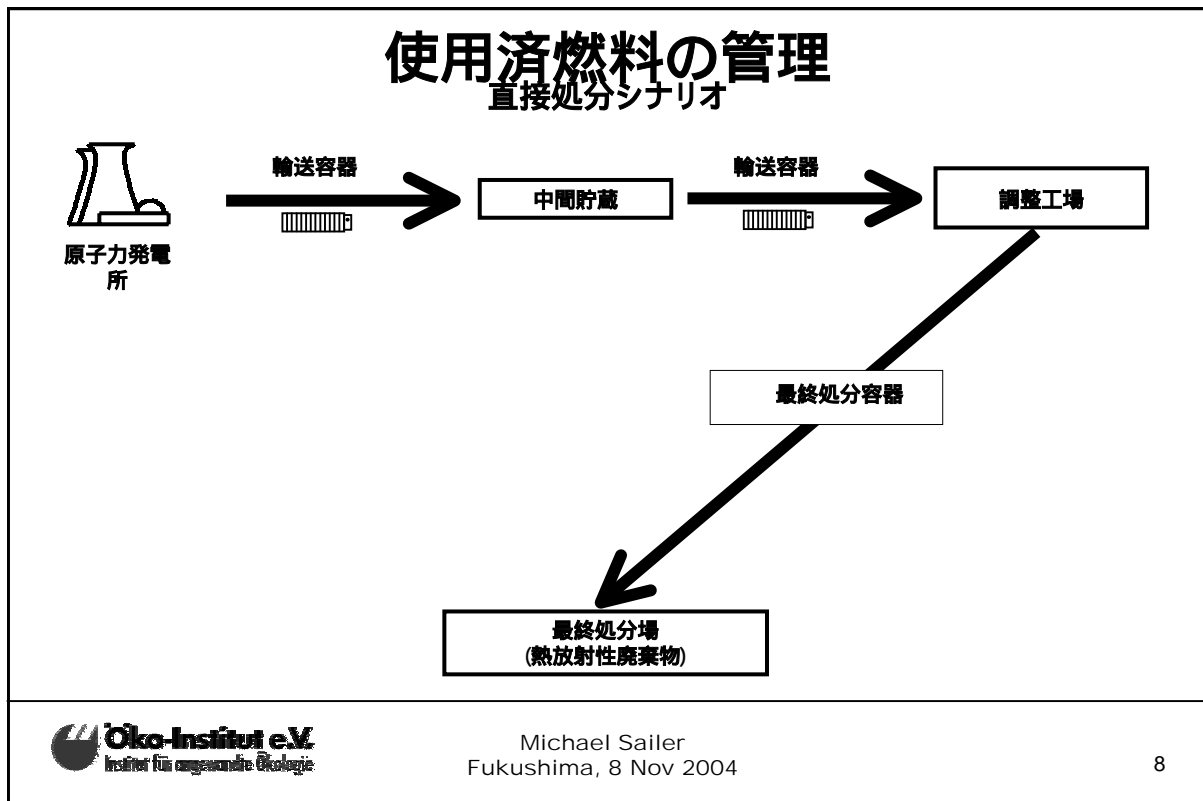 使用済燃料の管理
直接処分シナリオ
輸送容器
輸送容器
中間貯蔵
調整工場
原子力発電
所
最終処分容器
最終処分場
(熱放射性廃棄物)
Öko-Institut e.V.
Institut für angewandte Ökologie
Michael Sailer
Fukushima, 8 Nov 2004
8